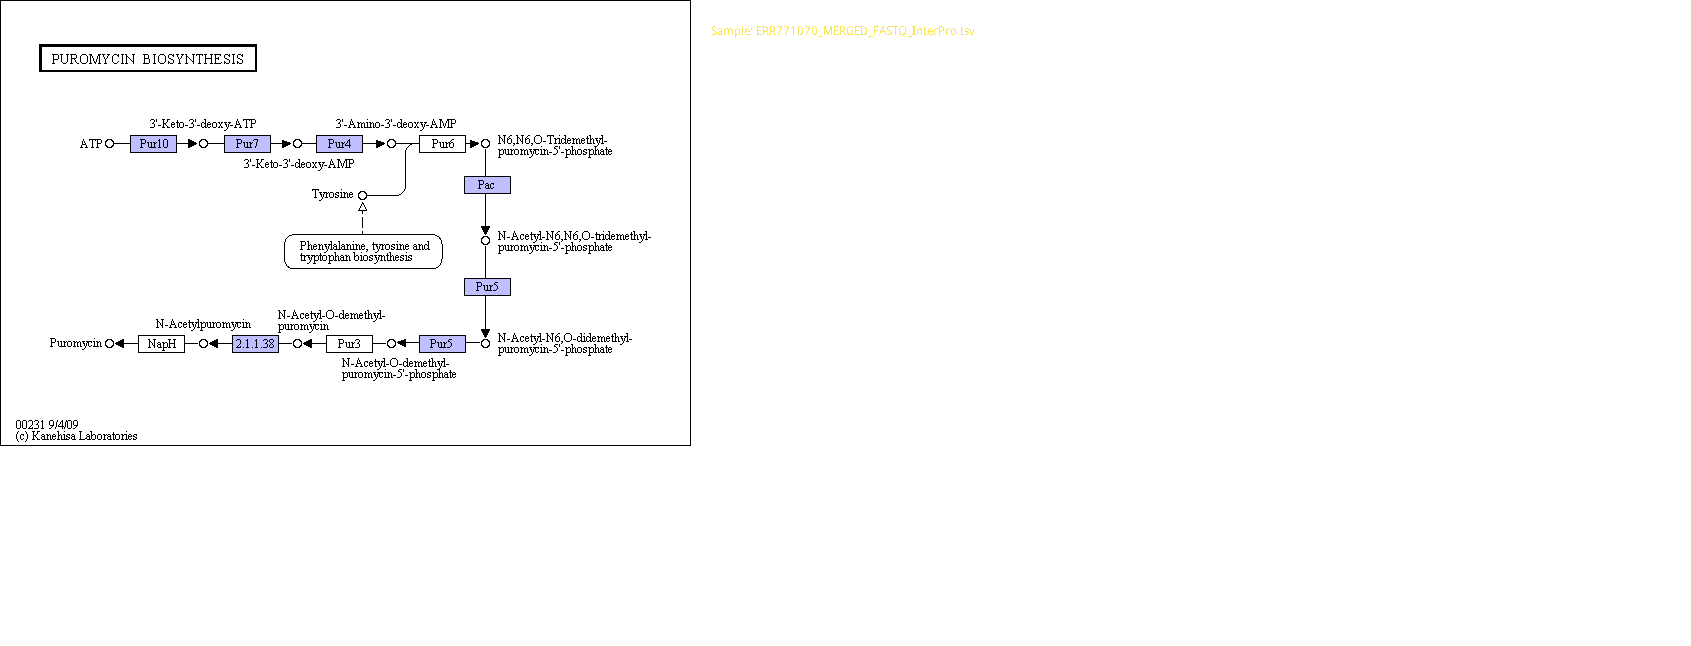 Sample: ERR771070_MERGED_FASTQ_InterPro.tsv
PUROMYCIN BIOSYNTHESIS
3'-Keto-3'-deoxy-ATP
3'-Amino-3'-deoxy-AMP
ATP
Pur10
Pur7
Pur4
Pur6
N6,N6,O-Tridemethyl-
puromycin-5'-phosphate
3'-Keto-3'-deoxy-AMP
Pac
Tyrosine
N-Acetyl-N6,N6,O-tridemethyl-
puromycin-5'-phosphate
Phenylalanine, tyrosine and
tryptophan biosynthesis
Pur5
N-Acetylpuromycin
N-Acetyl-O-demethyl-
puromycin
Puromycin
NapH
2.1.1.38
Pur3
Pur5
N-Acetyl-N6,O-didemethyl-
puromycin-5'-phosphate
N-Acetyl-O-demethyl-
puromycin-5'-phosphate
00231 9/4/09
(c) Kanehisa Laboratories